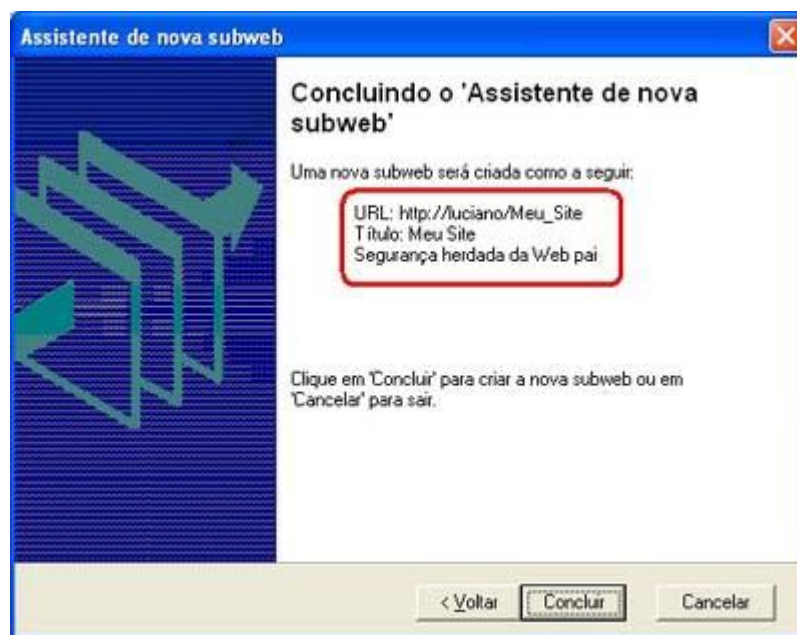 Assistente de nova subweb
Concluindo o 'Assistente de nova
subweb'
Uma nova subweb será criada como a seguir:
URL: http://luciano/Meu_Site
Título: Meu Site
Segurança herdada da Web pai
Clique em 'Concluir' para criar a nova subweb ou em
'Cancelar' para sair.
< Voltar Concluir Cancelar